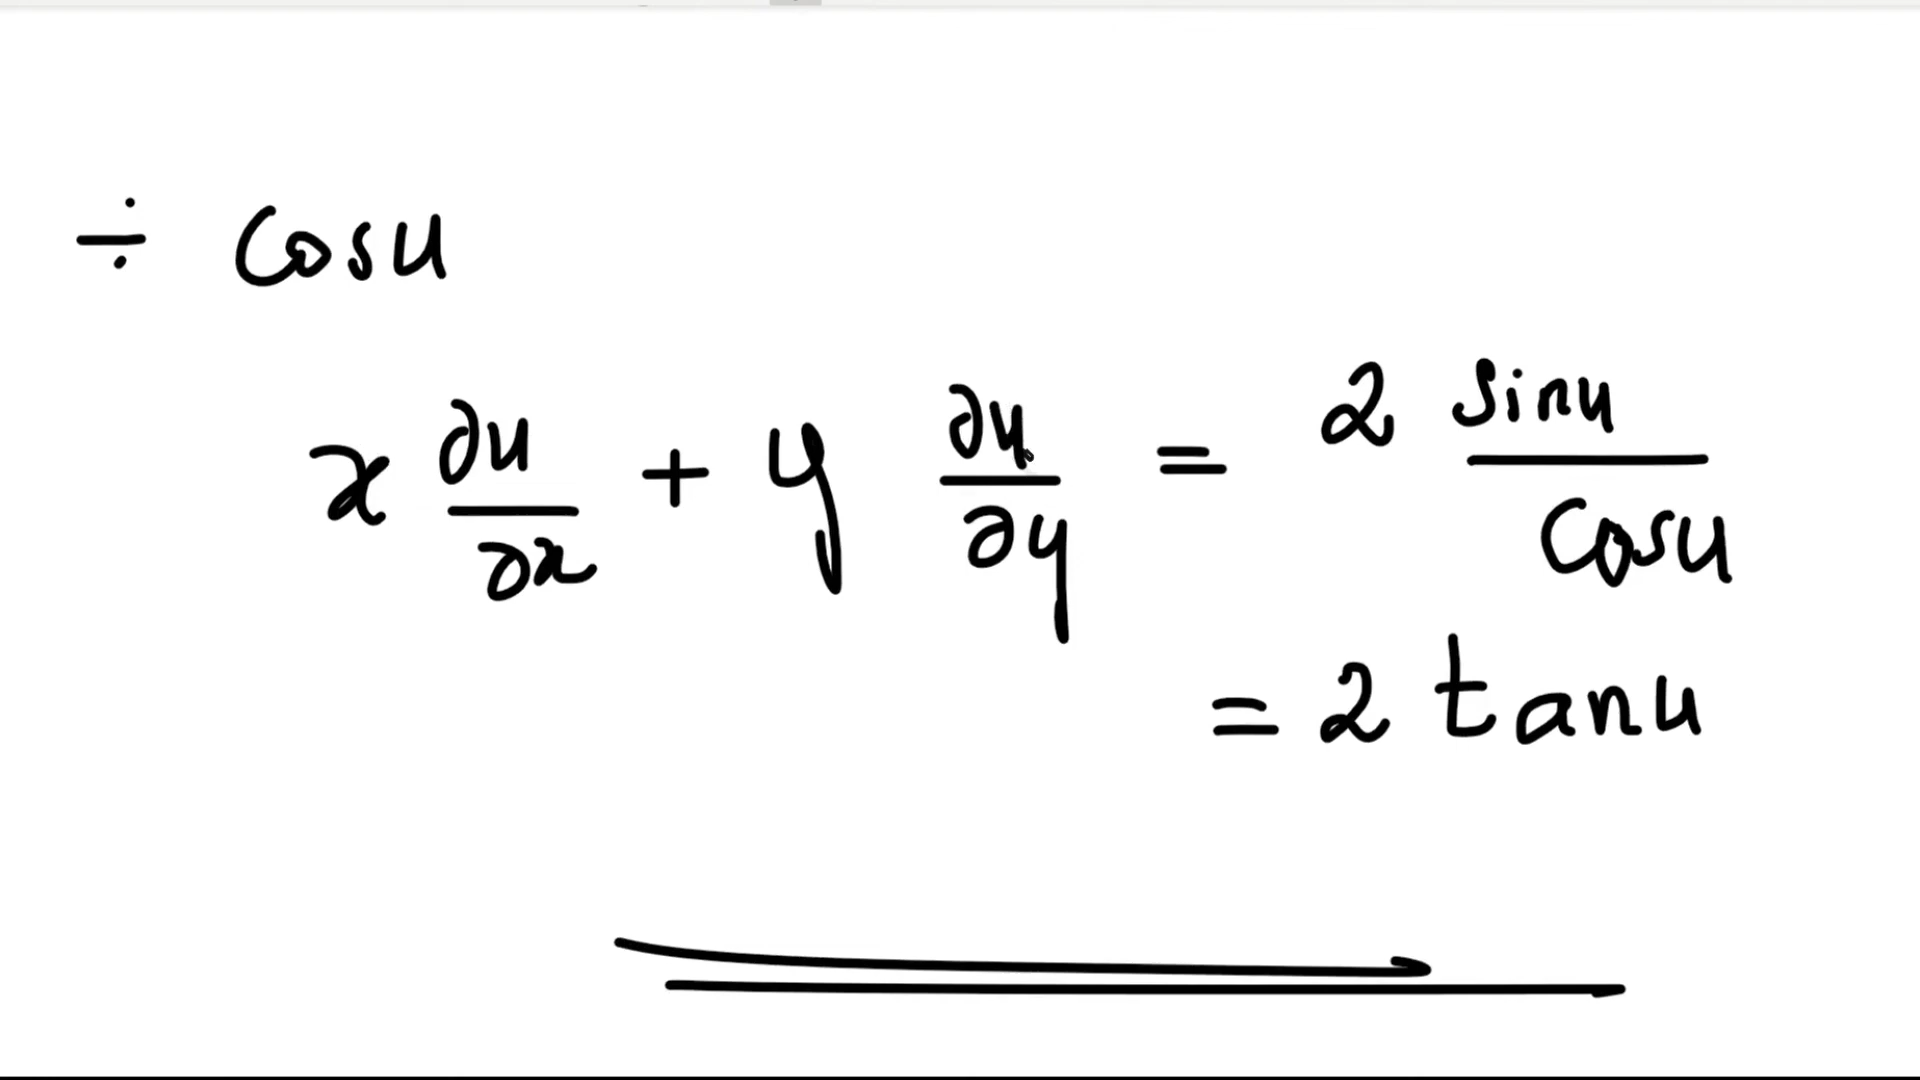 ÷ cosu
x ∂u/∂x + y ∂u/∂y = 2 sinu/cosu
= 2 tanu